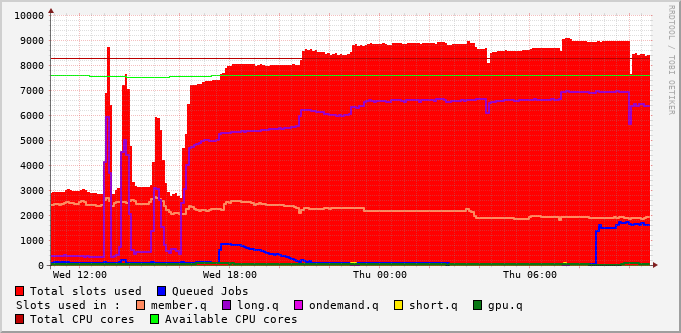 10000
9000
8000
7000
6000
5000
4000
3000
2000
1000
0
Wed 12:00 Wed 18:00 Thu 00:00 Thu 06:00
Total slots used Queued Jobs
Slots used in : member.q long.q ondemand.q short.q gpu.q
Total CPU cores Available CPU cores
RRDTOOL / TOBI OETIKER